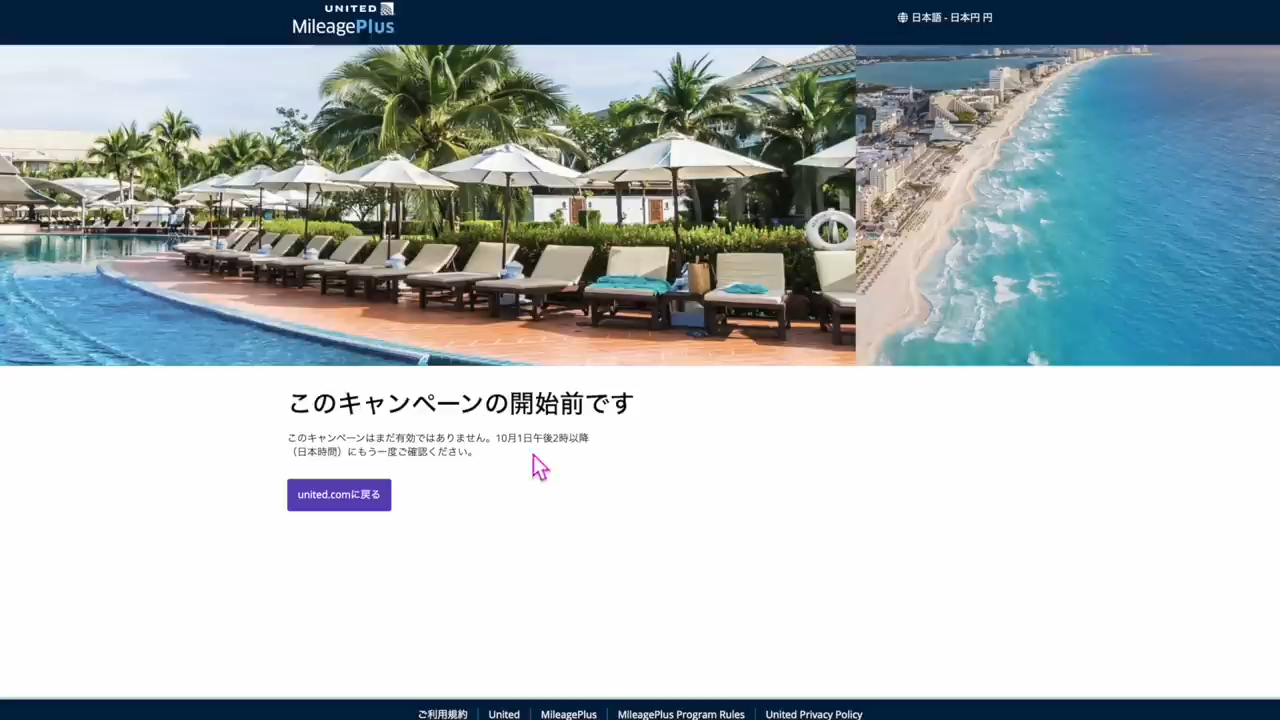 UNITED
MileagePlus
日本語 - 日本円 円
このキャンペーンの開始前です
このキャンペーンはまだ有効ではありません。10月1日午後2時以降
（日本時間）にもう一度ご確認ください。
united.comに戻る
ご利用規約
United
MileagePlus
MileagePlus Program Rules
United Privacy Policy